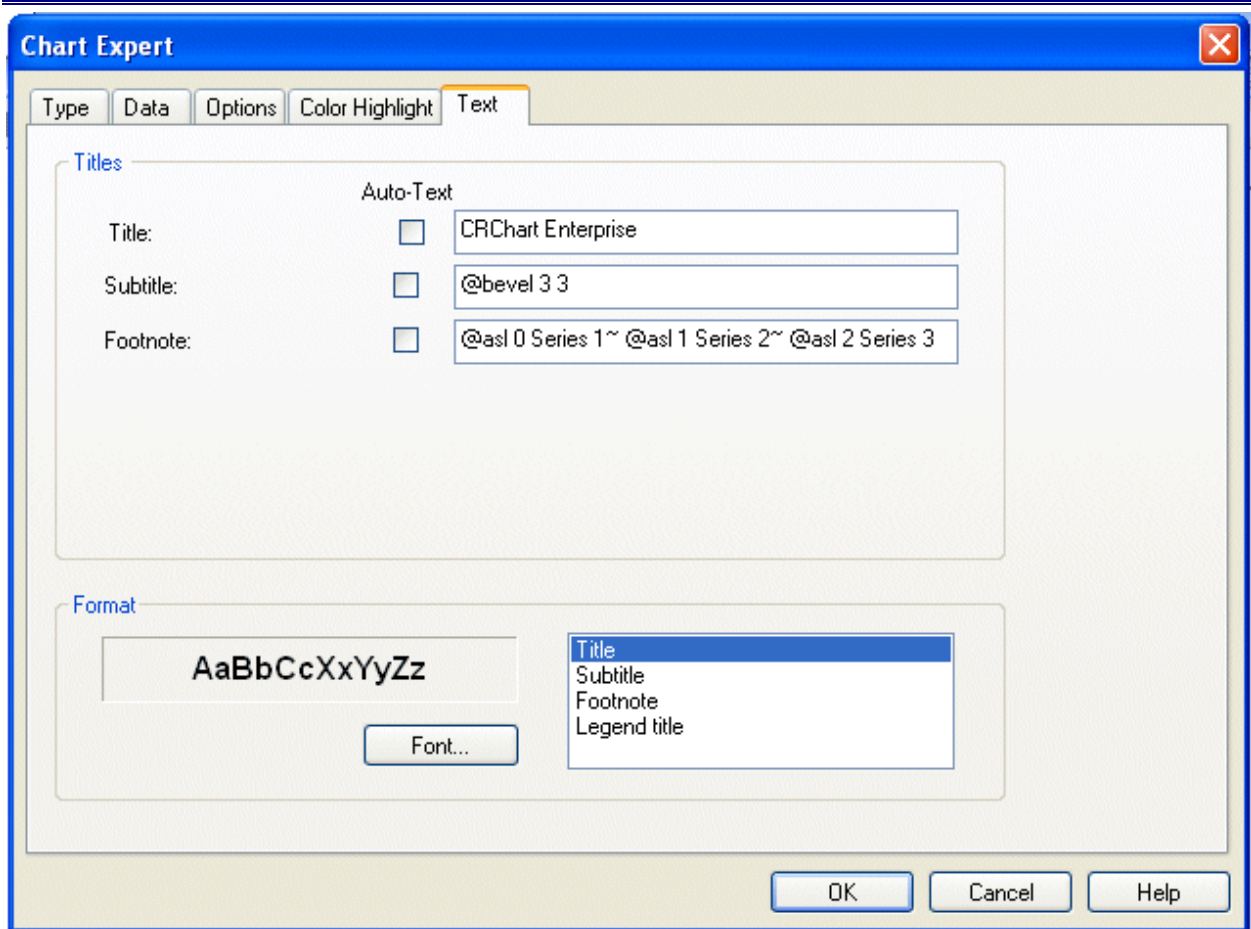 Chart Expert
Type Data Options Color Highlight Text
Titles
Auto-Text
Title: CRChart Enterprise
Subtitle: @bevel 3 3
Footnote: @asl 0 Series 1~ @asl 1 Series 2~ @asl 2 Series 3
Format
AaBbCcXxYyZz
Title
Subtitle
Footnote
Legend title
Font...
OK Cancel Help